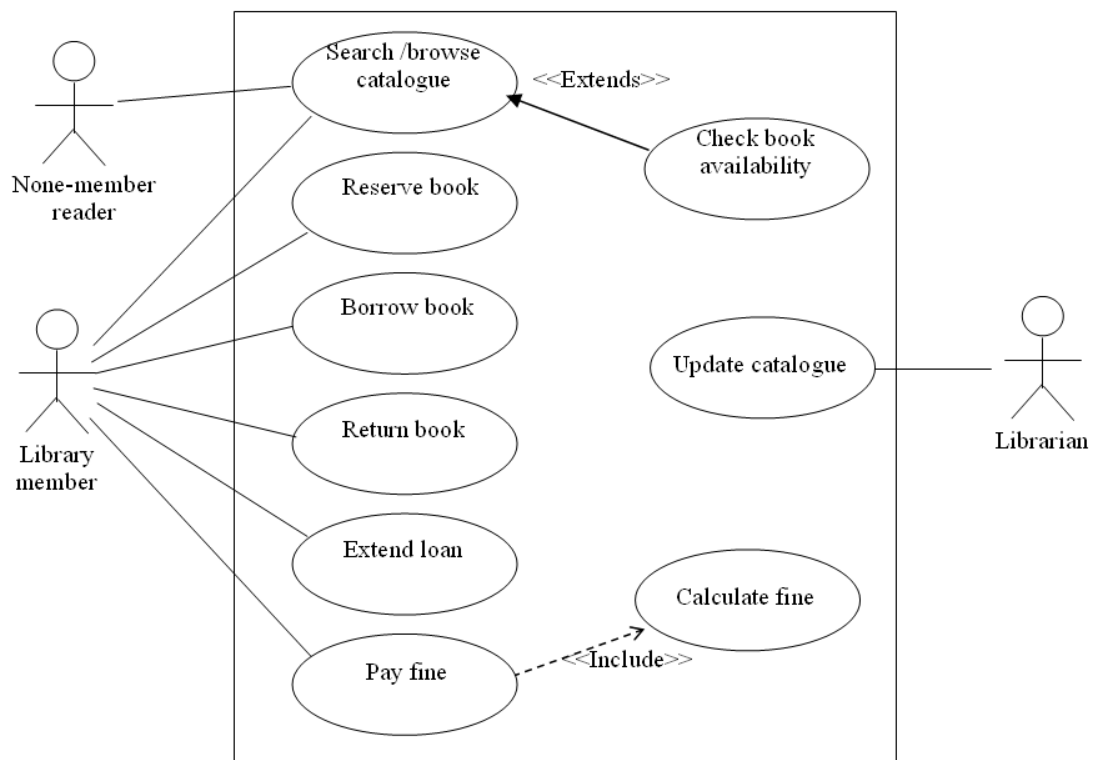 Search /browse
catalogue
<<Extends>>
Check book
availability
None-member
reader
Reserve book
Borrow book
Update catalogue
Return book
Library
member
Librarian
Extend loan
Calculate fine
Pay fine
<<Include>>